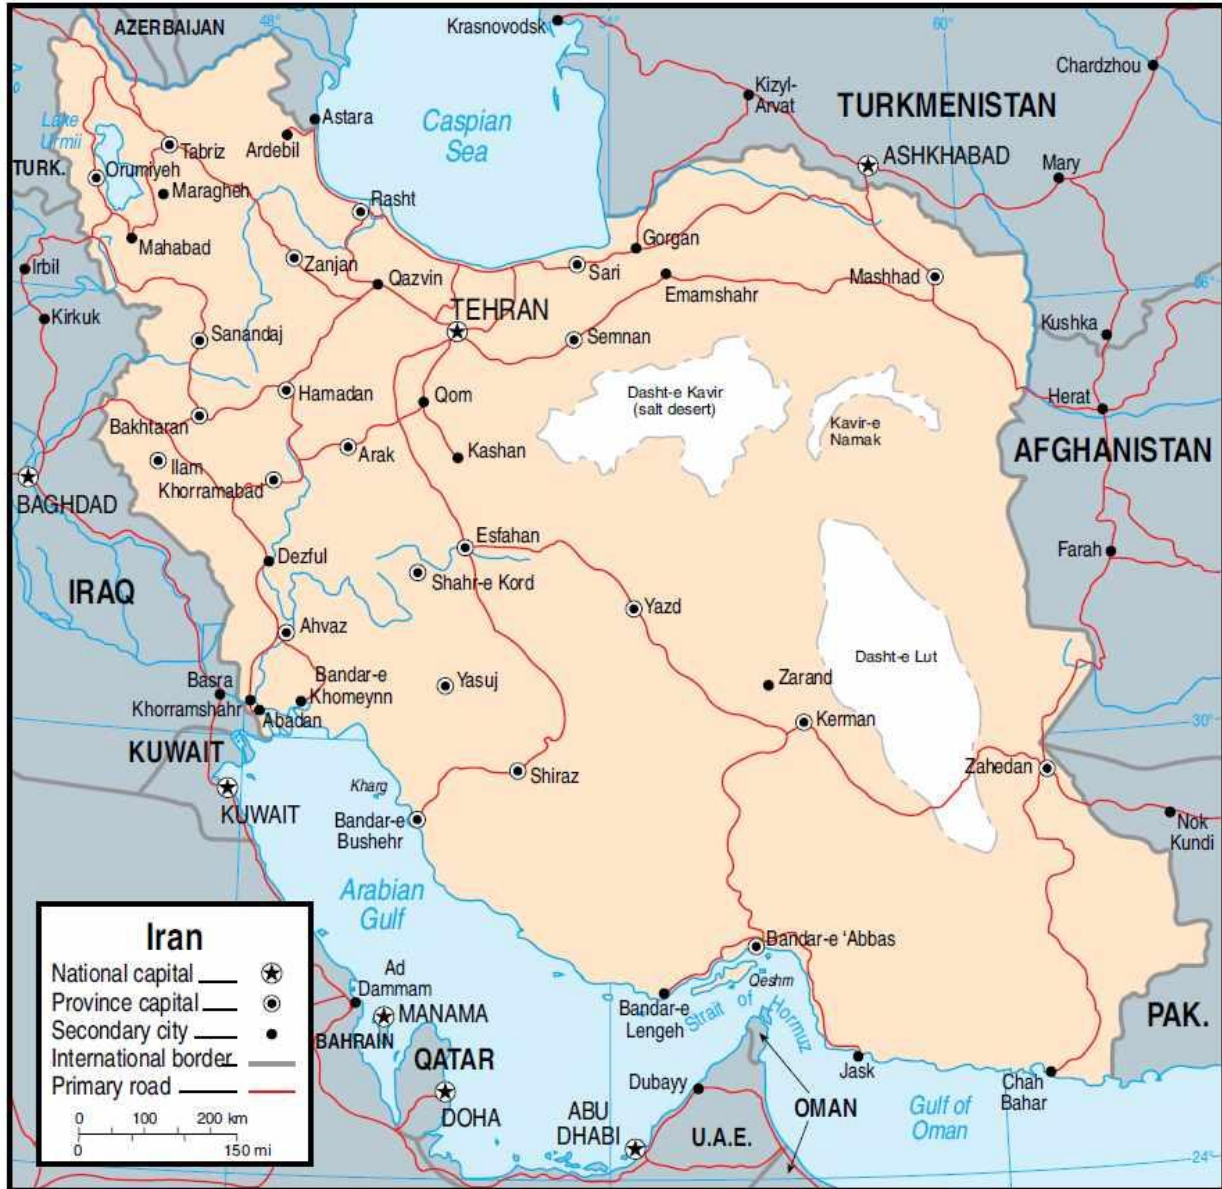 AZERBAIJAN
48°
Krasnovodsk
54°
60°
Chardzhou
Kizyl-
Arvat
TURKMENISTAN
Lake
Urmii
Astara
Caspian
Sea
Tabriz
Ardebil
ASHKHABAD
Mary
TURK.
Orumiyeh
Maragheh
Rasht
Mahabad
Gorgan
Irbil
Zanjan
Qazvin
Sari
Mashhad
Emamshahr
36°
TEHRAN
Kirkuk
Sanandaj
Semnan
Kushka
Hamadan
Qom
Dasht-e Kavir
(salt desert)
Herat
Bakhtaran
Kavir-e
Namak
Arak
Kashan
AFGHANISTAN
Ilam
Khorramabad
BAGHDAD
Esfahan
Dezful
Farah
Shahr-e Kord
IRAQ
Yazd
Ahvaz
Dasht-e Lut
Basra
Bandar-e
Khomeynn
Yasuj
Zarand
Khorramshahr
Abadan
Kerman
30°
KUWAIT
Zahedan
Shiraz
Kharg
KUWAIT
Bandar-e
Bushehr
Nok
Kundi
Arabian
Gulf
Bandar-e 'Abbas
Qeshm
Bandar-e
Lengeh
Strait of Hormuz
Ad
Dammam
MANAMA
PAK.
BAHRAIN
QATAR
Jask
Dubayy
Chah
Bahar
DOHA
ABU
DHABI
OMAN
Gulf of
Oman
U.A.E.
24°
Iran
National capital
Province capital
Secondary city
International border
Primary road
0 100 200 km
0 150 mi